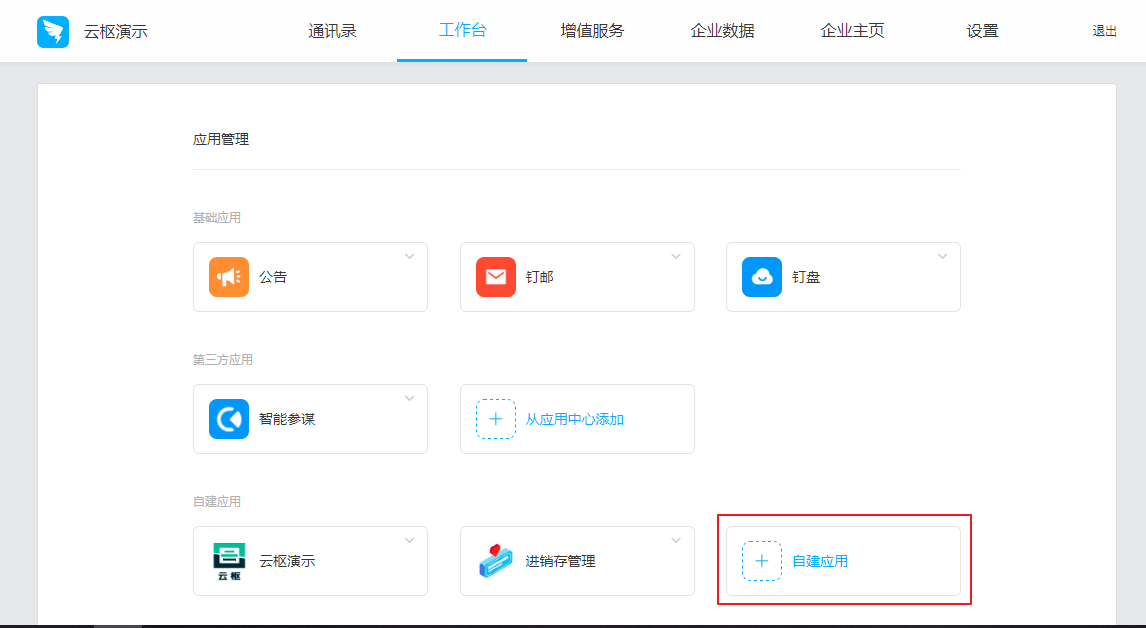 云枢演示 通讯录 工作台 增值服务 企业数据 企业主页 设置 退出
应用管理
基础应用
公告 钉邮 钉盘
第三方应用
智能参谋 从应用中心添加
自建应用
云枢 云枢演示 进销存管理 自建应用